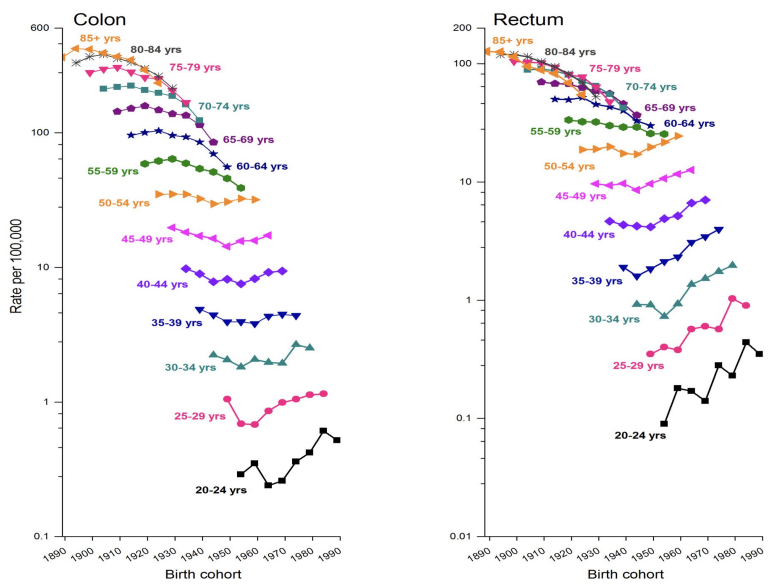 Colon
600
100
10
1
0.1
Rate per 100,000
85+ yrs
80-84 yrs
75-79 yrs
70-74 yrs
65-69 yrs
60-64 yrs
55-59 yrs
50-54 yrs
45-49 yrs
40-44 yrs
35-39 yrs
30-34 yrs
25-29 yrs
20-24 yrs
1890 1900 1910 1920 1930 1940 1950 1960 1970 1980 1990
Birth cohort
Rectum
200
100
10
1
0.1
0.01
85+ yrs
80-84 yrs
75-79 yrs
70-74 yrs
65-69 yrs
60-64 yrs
55-59 yrs
50-54 yrs
45-49 yrs
40-44 yrs
35-39 yrs
30-34 yrs
25-29 yrs
20-24 yrs
1890 1900 1910 1920 1930 1940 1950 1960 1970 1980 1990
Birth cohort